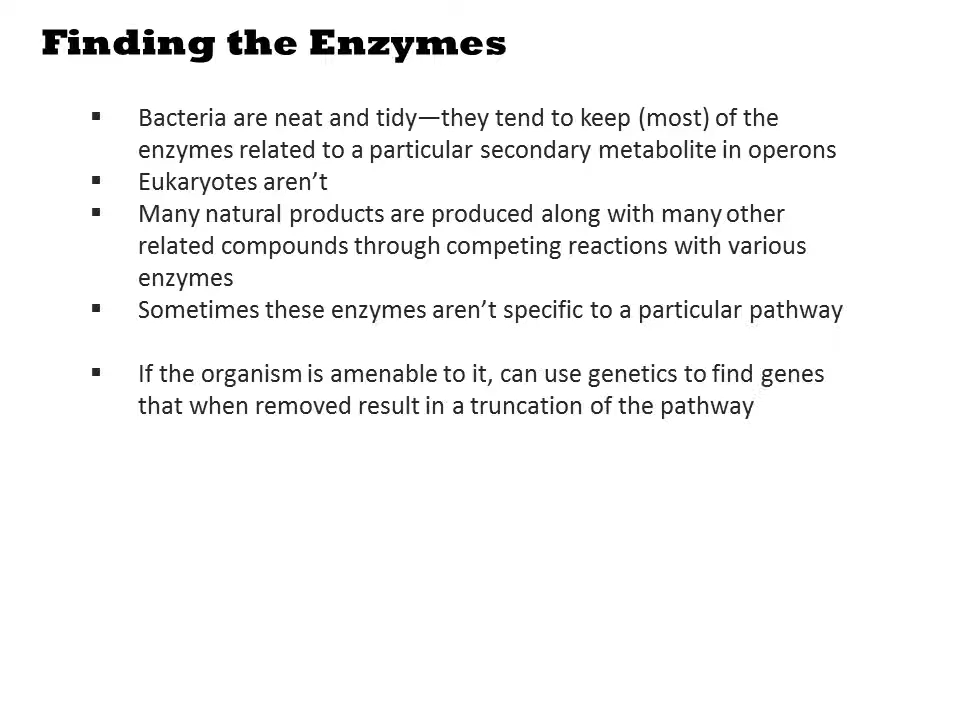 Finding the Enzymes
▪ Bacteria are neat and tidy—they tend to keep (most) of the
enzymes related to a particular secondary metabolite in operons
▪ Eukaryotes aren’t
▪ Many natural products are produced along with many other
related compounds through competing reactions with various
enzymes
▪ Sometimes these enzymes aren’t specific to a particular pathway
▪ If the organism is amenable to it, can use genetics to find genes
that when removed result in a truncation of the pathway